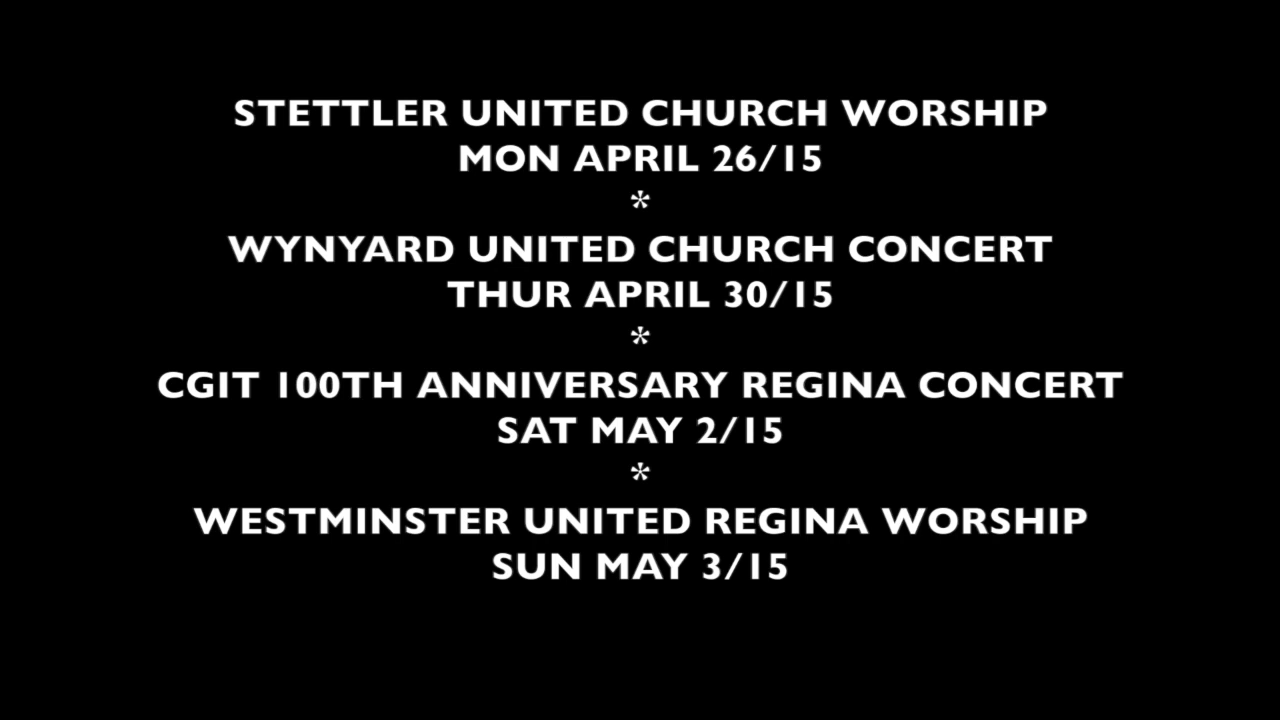 STETTLER UNITED CHURCH WORSHIP
MON APRIL 26/15
*
WYNYARD UNITED CHURCH CONCERT
THUR APRIL 30/15
*
CGIT 100TH ANNIVERSARY REGINA CONCERT
SAT MAY 2/15
*
WESTMINSTER UNITED REGINA WORSHIP
SUN MAY 3/15